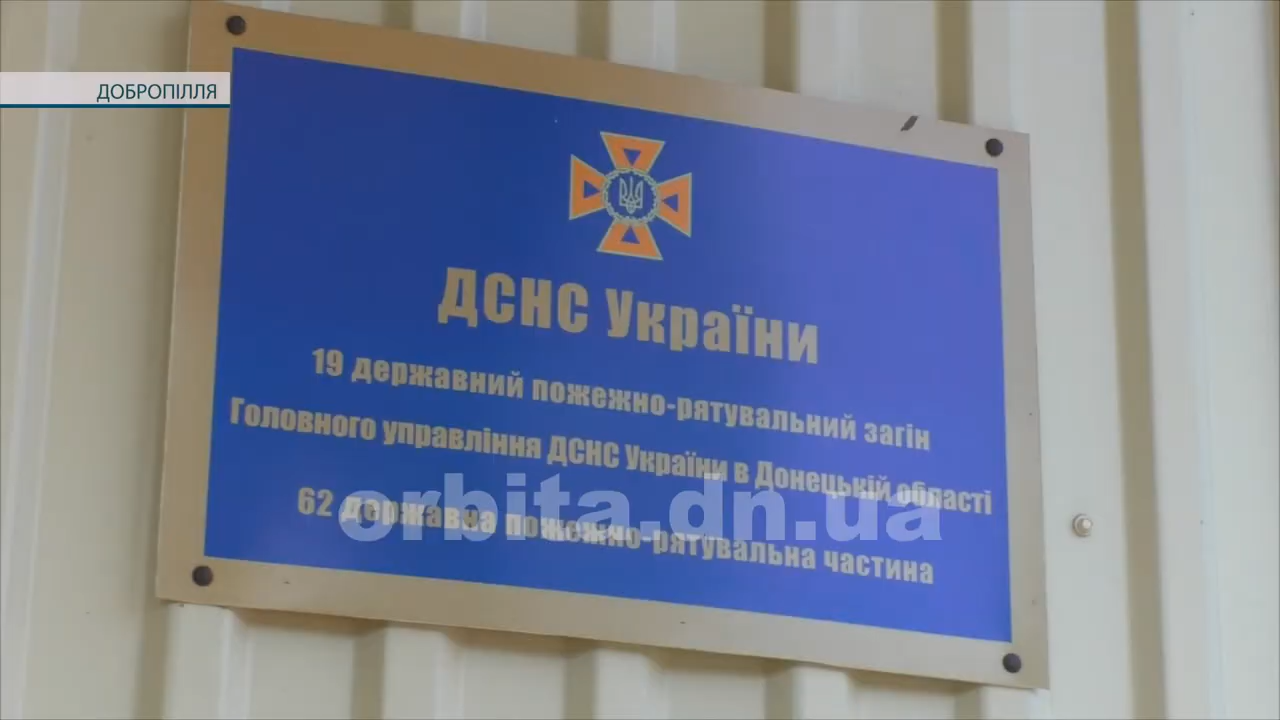 ДОБРОПІЛЛЯ
ДСНС України
19 державний пожежно-рятувальний загін
Головного управління ДСНС України в Донецькій області
62 державна пожежно-рятувальна частина
orbita.dn.ua